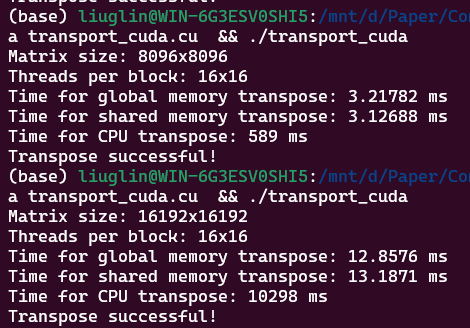 Transpose successful!
(base) liuglin@WIN-6G3ESV0SHI5:/mnt/d/Paper/Co
a transport_cuda.cu  && ./transport_cuda
Matrix size: 8096x8096
Threads per block: 16x16
Time for global memory transpose: 3.21782 ms
Time for shared memory transpose: 3.12688 ms
Time for CPU transpose: 589 ms
Transpose successful!
(base) liuglin@WIN-6G3ESV0SHI5:/mnt/d/Paper/Co
a transport_cuda.cu  && ./transport_cuda
Matrix size: 16192x16192
Threads per block: 16x16
Time for global memory transpose: 12.8576 ms
Time for shared memory transpose: 13.1871 ms
Time for CPU transpose: 10298 ms
Transpose successful!